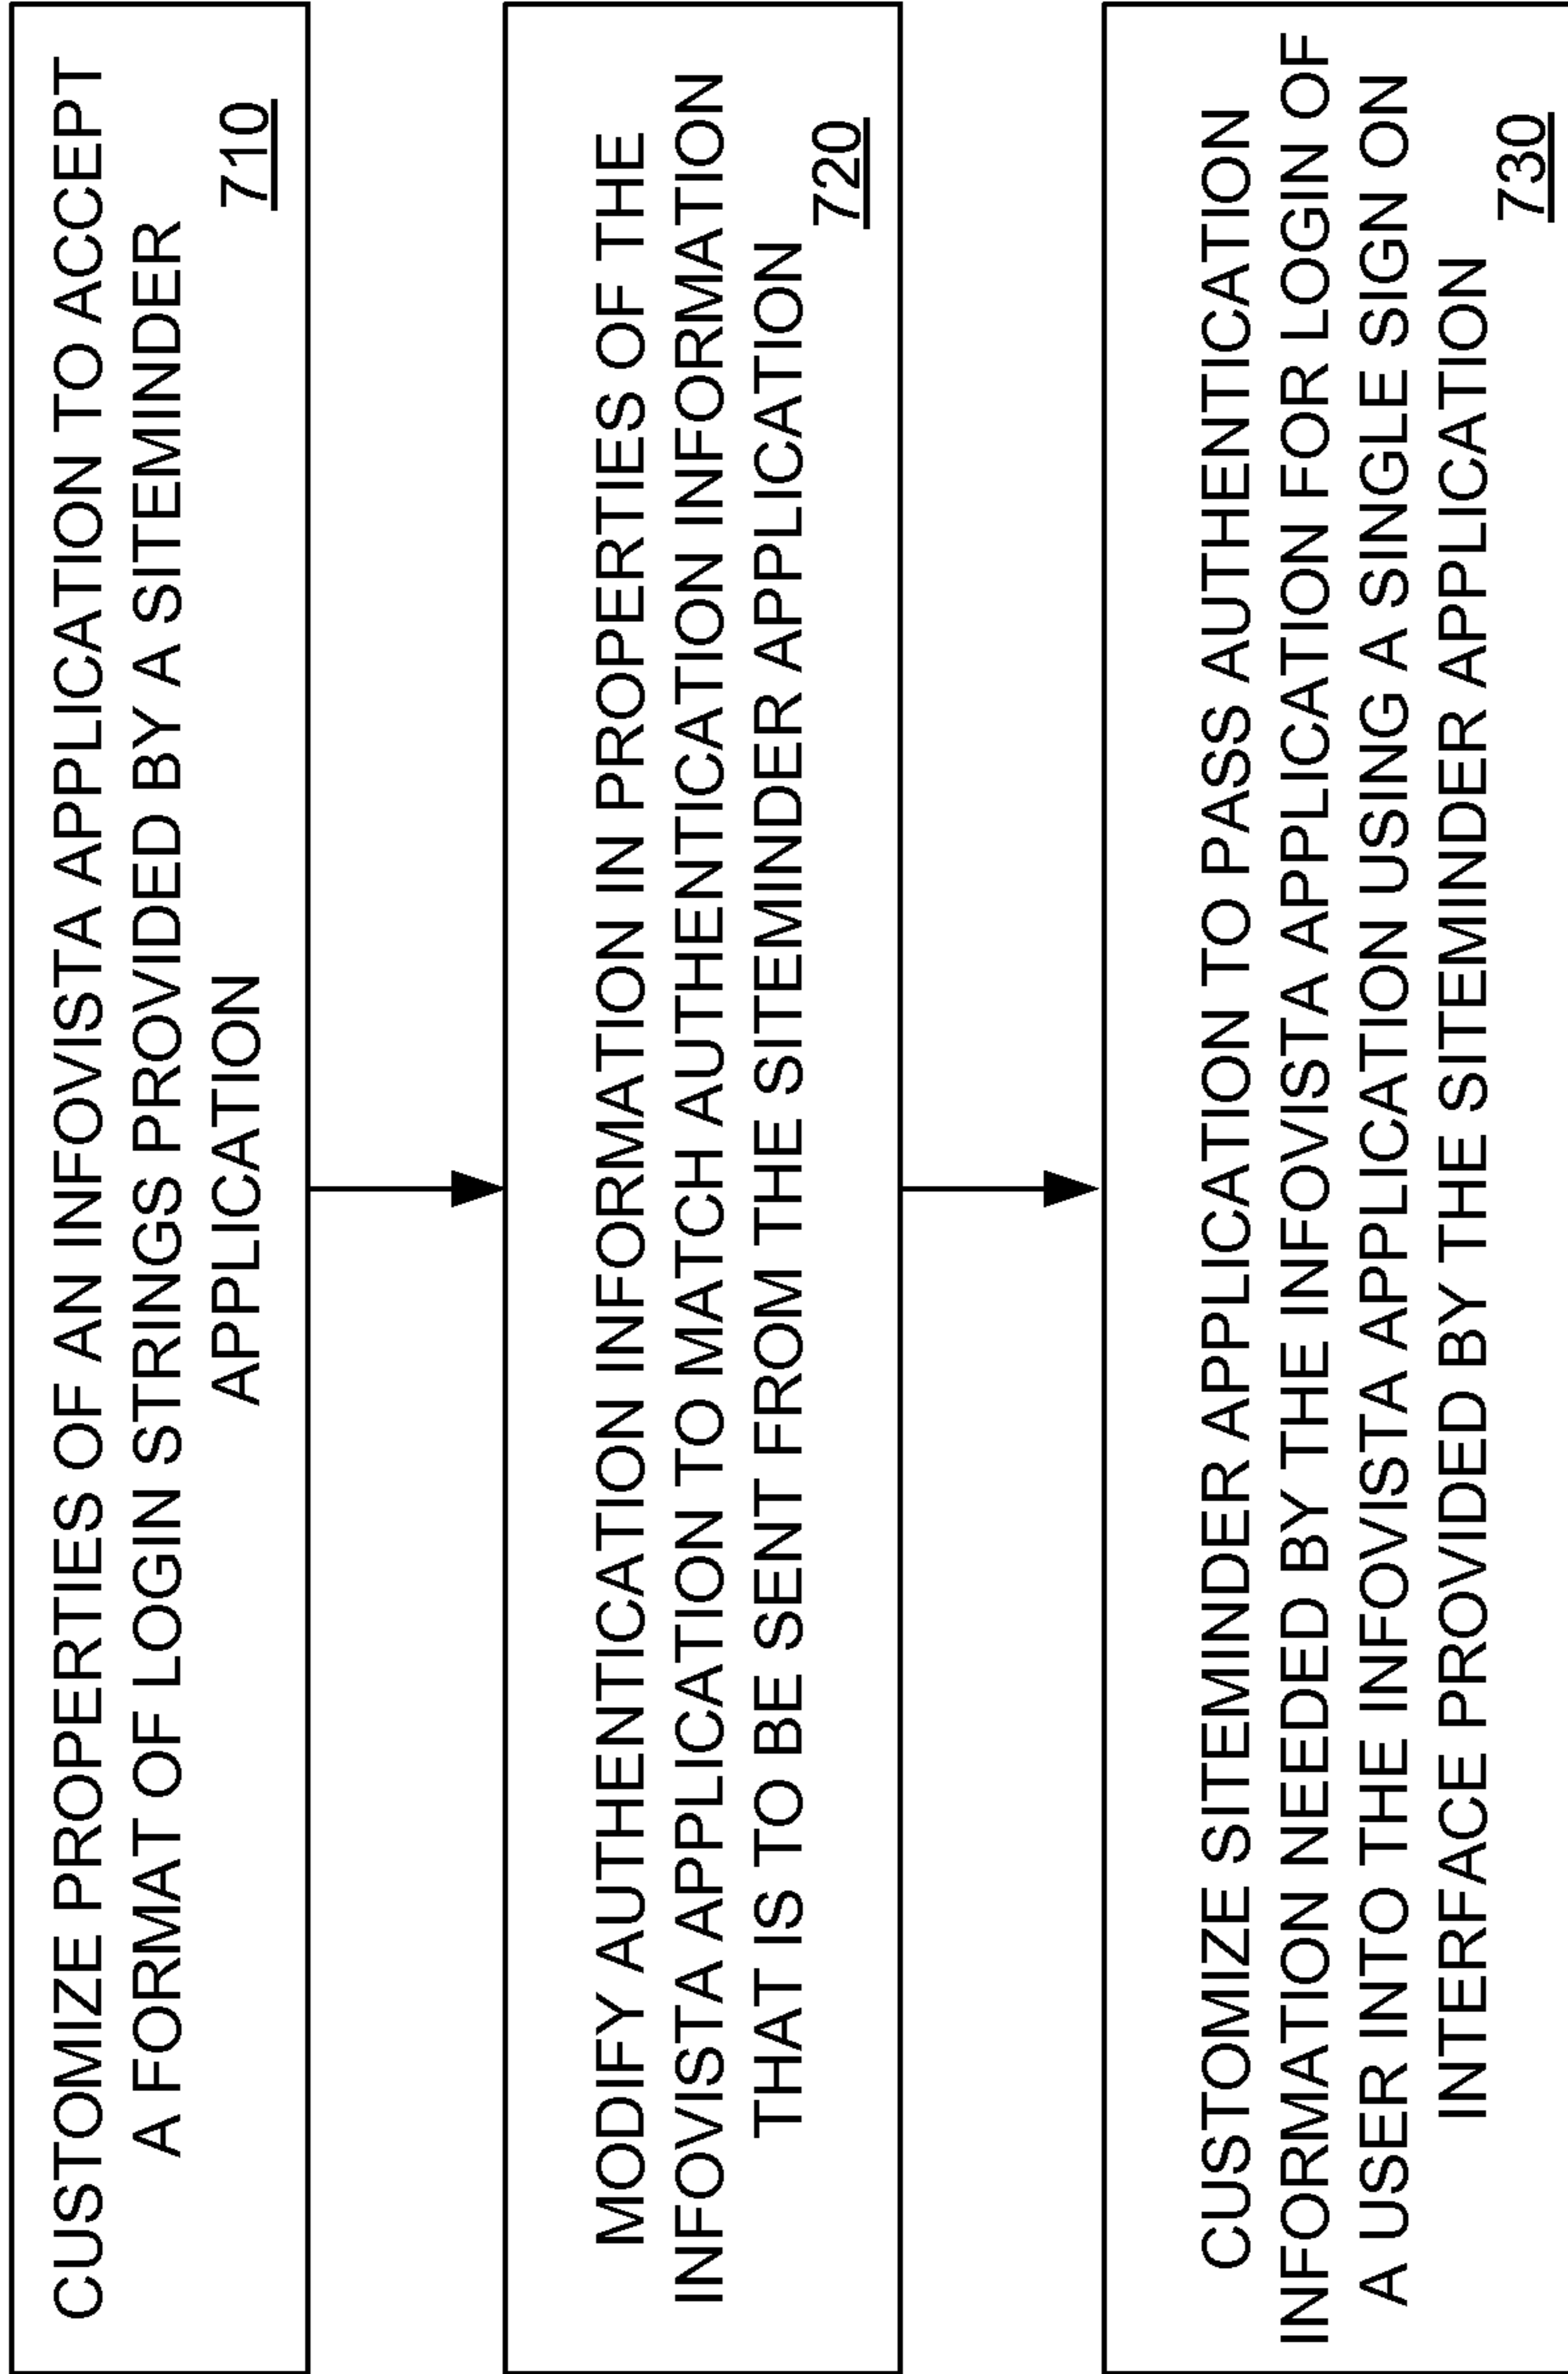 CUSTOMIZE PROPERTIES OF AN INFOVISTA APPLICATION TO ACCEPT
A FORMAT OF LOGIN STRINGS PROVIDED BY A SITEMINDER
APPLICATION
710
MODIFY AUTHENTICATION INFORMATION IN PROPERTIES OF THE
INFOVISTA APPLICATION TO MATCH AUTHENTICATION INFORMATION
THAT IS TO BE SENT FROM THE SITEMINDER APPLICATION
720
CUSTOMIZE SITEMINDER APPLICATION TO PASS AUTHENTICATION
INFORMATION NEEDED BY THE INFOVISTA APPLICATION FOR LOGIN OF
A USER INTO THE INFOVISTA APPLICATION USING A SINGLE SIGN ON
INTERFACE PROVIDED BY THE SITEMINDER APPLICATION
730